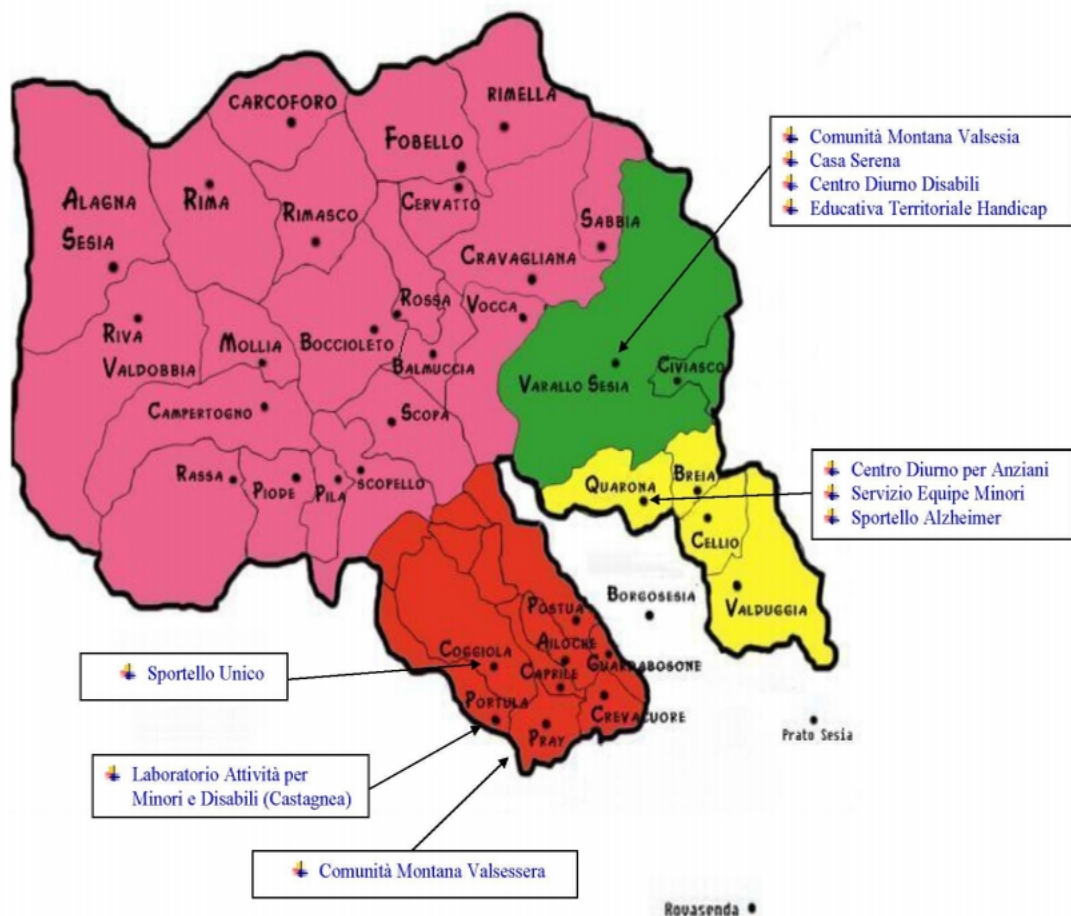 CARCOFORO
RIMELLA
FOBELLO
ALAGNA
SESIA
RIMA
RIMASCO
CERVATTO
SABBIA
CRAVAGLIANA
Comunità Montana Valsesia
Casa Serena
Centro Diurno Disabili
Educativa Territoriale Handicap
RIVA
VALDOBBIA
MOLLIA
BOCCIOLETO
ROSSA
VOCCA
BALMUCCIA
VARALLO SESIA
CIVIASCO
CAMPERTOGNO
SCOPA
RASSA
PIODE
PILA
SCOPELLO
QUARONA
BREIA
CELLIO
VALDUGGIA
Centro Diurno per Anziani
Servizio Equipe Minori
Sportello Alzheimer
BORGOSESIA
POSTUA
AILOCHE
COGGIOLA
CAPRILE
GUARDABOSONE
PORTULA
PRAY
CREVACUORE
Prato Sesia
Sportello Unico
Laboratorio Attività per
Minori e Disabili (Castagnea)
Comunità Montana Valsessera
Rovasenda